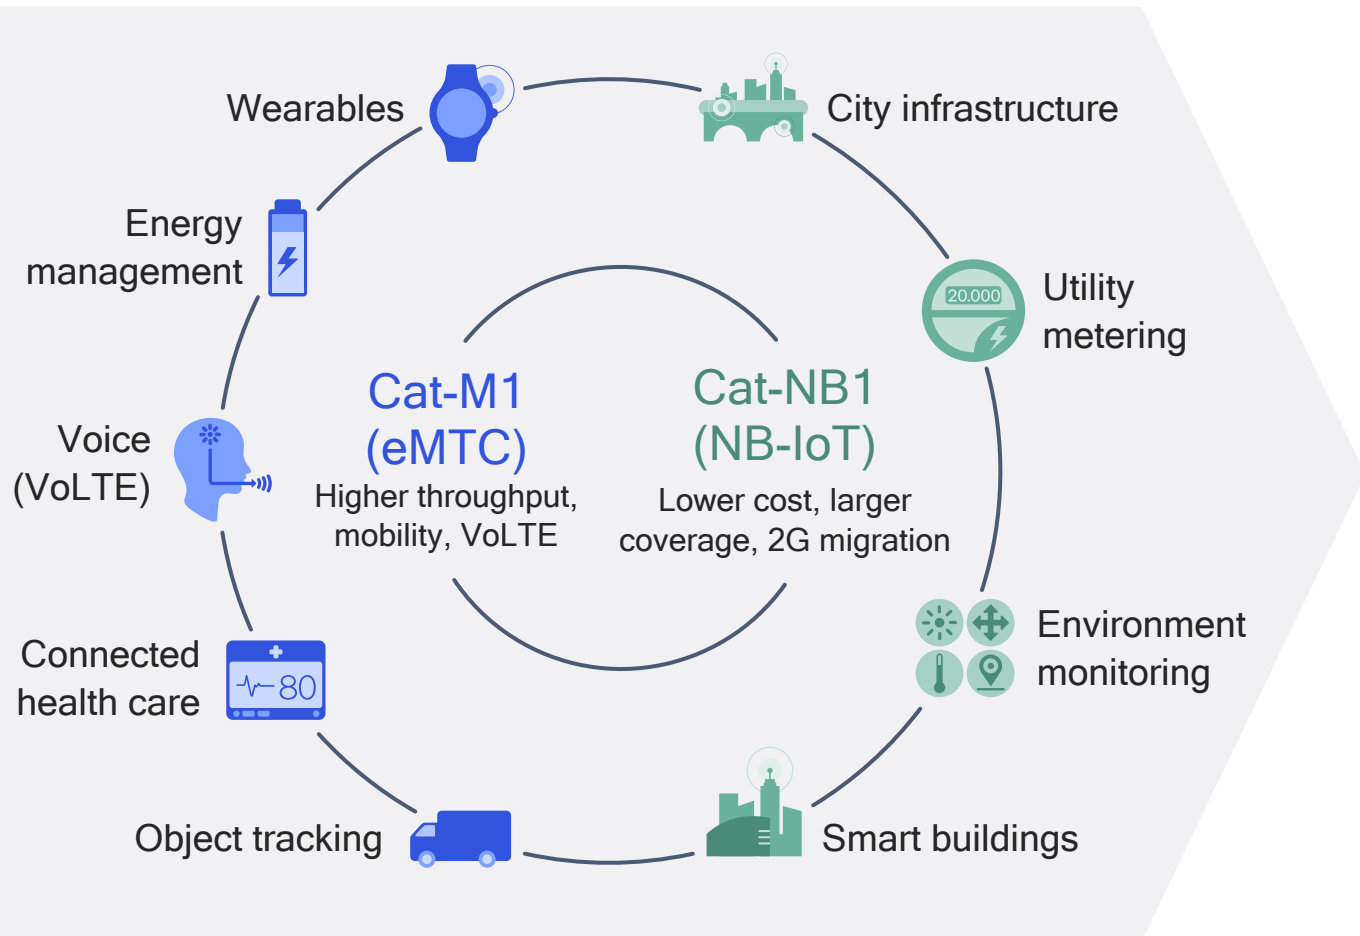 Wearables
City infrastructure
Energy
management
20.000
Utility
metering
Cat-M1
(eMTC)
Higher throughput,
mobility, VoLTE
Cat-NB1
(NB-IoT)
Lower cost, larger
coverage, 2G migration
Voice
(VoLTE)
Connected
health care
80
Environment
monitoring
Object tracking
Smart buildings